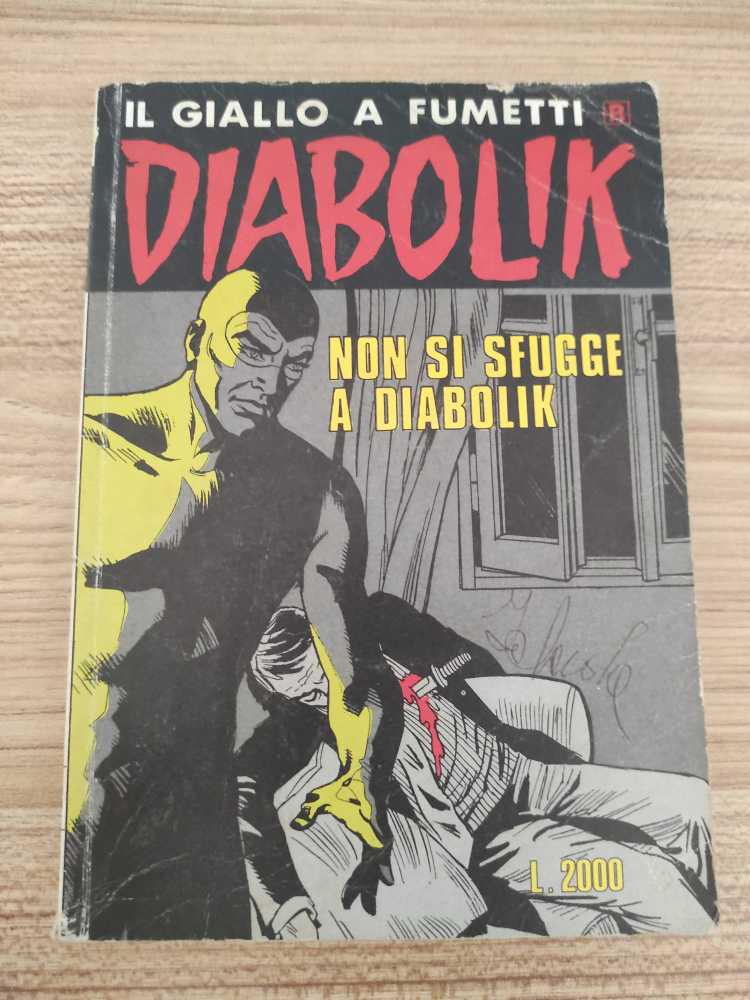 IL GIALLO A FUMETTI R
DIABOLIK
NON SI SFUGGE
A DIABOLIK
L. 2000